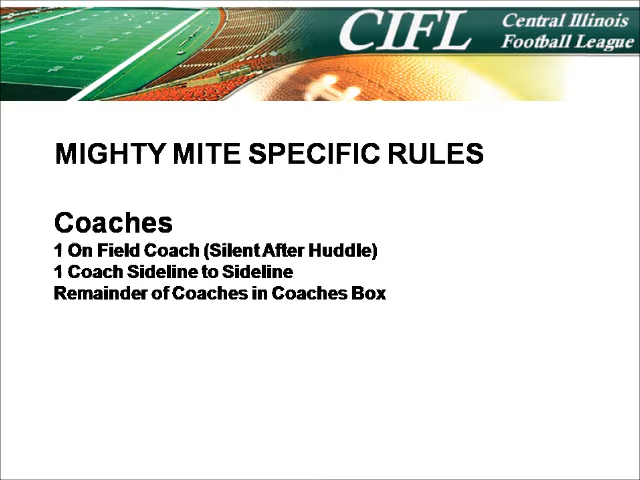 CIFL
Central Illinois
Football League
MIGHTY MITE SPECIFIC RULES
Coaches
1 On Field Coach (Silent After Huddle)
1 Coach Sideline to Sideline
Remainder of Coaches in Coaches Box